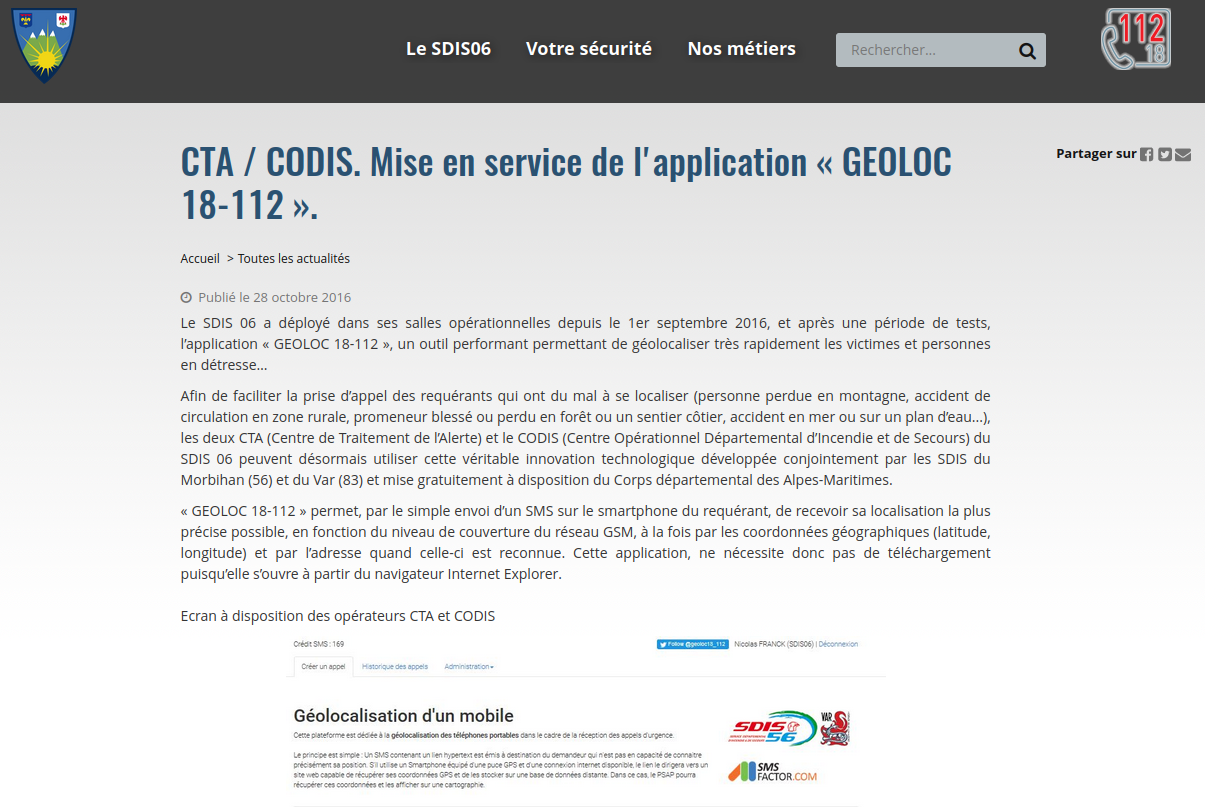 Le SDIS06 Votre sécurité Nos métiers Rechercher... 112
18
CTA / CODIS. Mise en service de l'application « GEOLOC
18-112 ».
Partager sur
Accueil > Toutes les actualités
Publié le 28 octobre 2016
Le SDIS 06 a déployé dans ses salles opérationnelles depuis le 1er septembre 2016, et après une période de tests,
l’application « GEOLOC 18-112 », un outil performant permettant de géolocaliser très rapidement les victimes et personnes
en détresse…
Afin de faciliter la prise d’appel des requérants qui ont du mal à se localiser (personne perdue en montagne, accident de
circulation en zone rurale, promeneur blessé ou perdu en forêt ou un sentier côtier, accident en mer ou sur un plan d’eau…),
les deux CTA (Centre de Traitement de l’Alerte) et le CODIS (Centre Opérationnel Départemental d’Incendie et de Secours) du
SDIS 06 peuvent désormais utiliser cette véritable innovation technologique développée conjointement par les SDIS du
Morbihan (56) et du Var (83) et mise gratuitement à disposition du Corps départemental des Alpes-Maritimes.
« GEOLOC 18-112 » permet, par le simple envoi d’un SMS sur le smartphone du requérant, de recevoir sa localisation la plus
précise possible, en fonction du niveau de couverture du réseau GSM, à la fois par les coordonnées géographiques (latitude,
longitude) et par l’adresse quand celle-ci est reconnue. Cette application, ne nécessite donc pas de téléchargement
puisqu’elle s’ouvre à partir du navigateur Internet Explorer.
Ecran à disposition des opérateurs CTA et CODIS
Crédit SMS : 169 Follow @geoloc18_112 Nicolas FRANCK (SDIS06) | Déconnexion
Créer un appel Historique des appels Administration
Géolocalisation d'un mobile
Cette plateforme est dédiée à la géolocalisation des téléphones portables dans le cadre de la réception des appels d'urgence.
Le principe est simple : Un SMS contenant un lien hypertext est émis à destination du demandeur qui n'est pas en capacité de connaitre
précisément sa position. S'il utilise un Smartphone équipé d'une puce GPS et d'une connexion internet disponible, le lien le dirigera vers un
site web capable de récupérer ses coordonnées GPS et de les stocker sur une base de données distante. Dans ce cas, le PSAP pourra
récupérer ces coordonnées et les afficher sur une cartographie.
SDIS 56 VAR
SMS
FACTOR.COM